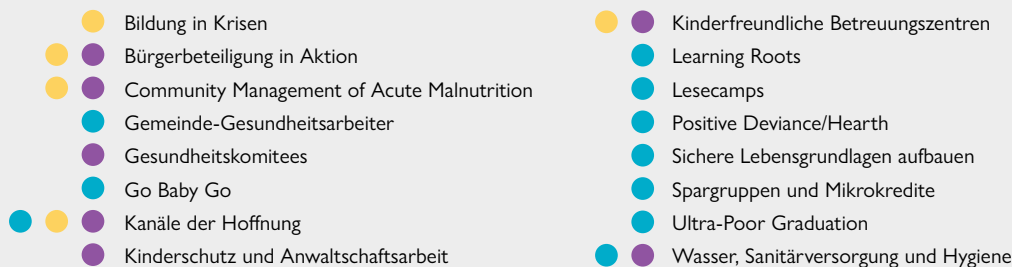 Bildung in Krisen
Bürgerbeteiligung in Aktion
Community Management of Acute Malnutrition
Gemeinde-Gesundheitsarbeiter
Gesundheitskomitees
Go Baby Go
Kanäle der Hoffnung
Kinderschutz und Anwaltschaftsarbeit
Kinderfreundliche Betreuungszentren
Learning Roots
Lesecamps
Positive Deviance/Hearth
Sichere Lebensgrundlagen aufbauen
Spargruppen und Mikrokredite
Ultra-Poor Graduation
Wasser, Sanitärversorgung und Hygiene